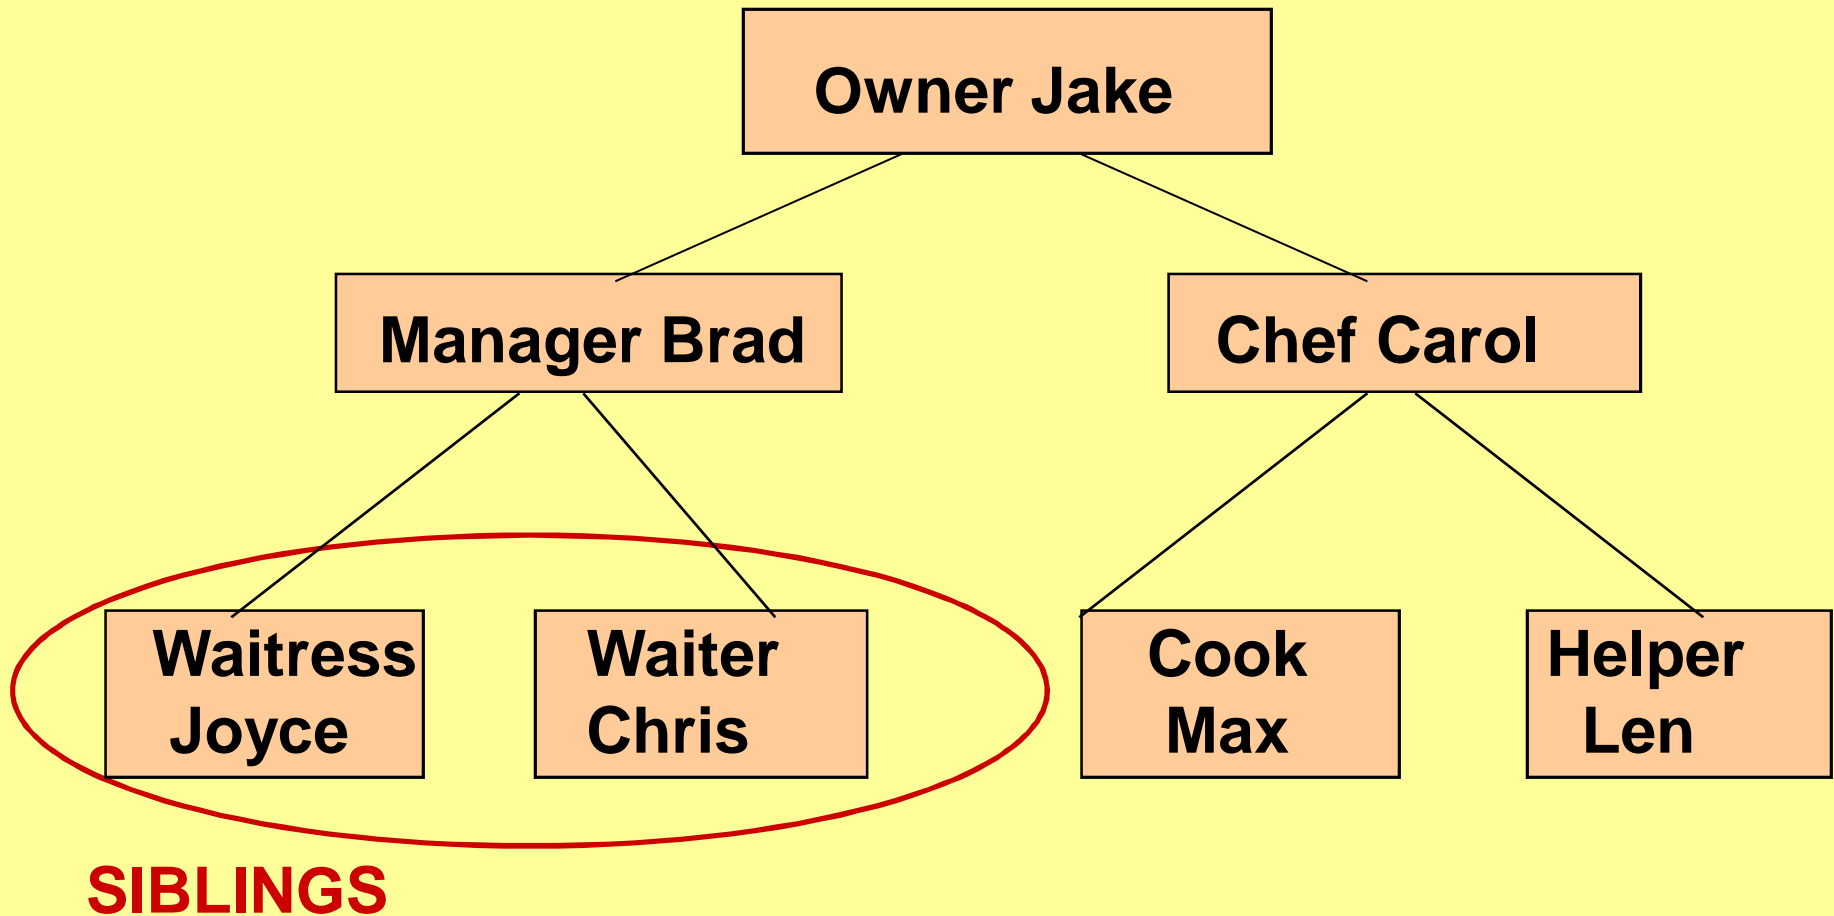 Owner Jake
Manager Brad
Chef Carol
Waitress
Joyce
Waiter
Chris
Cook
Max
Helper
Len
SIBLINGS